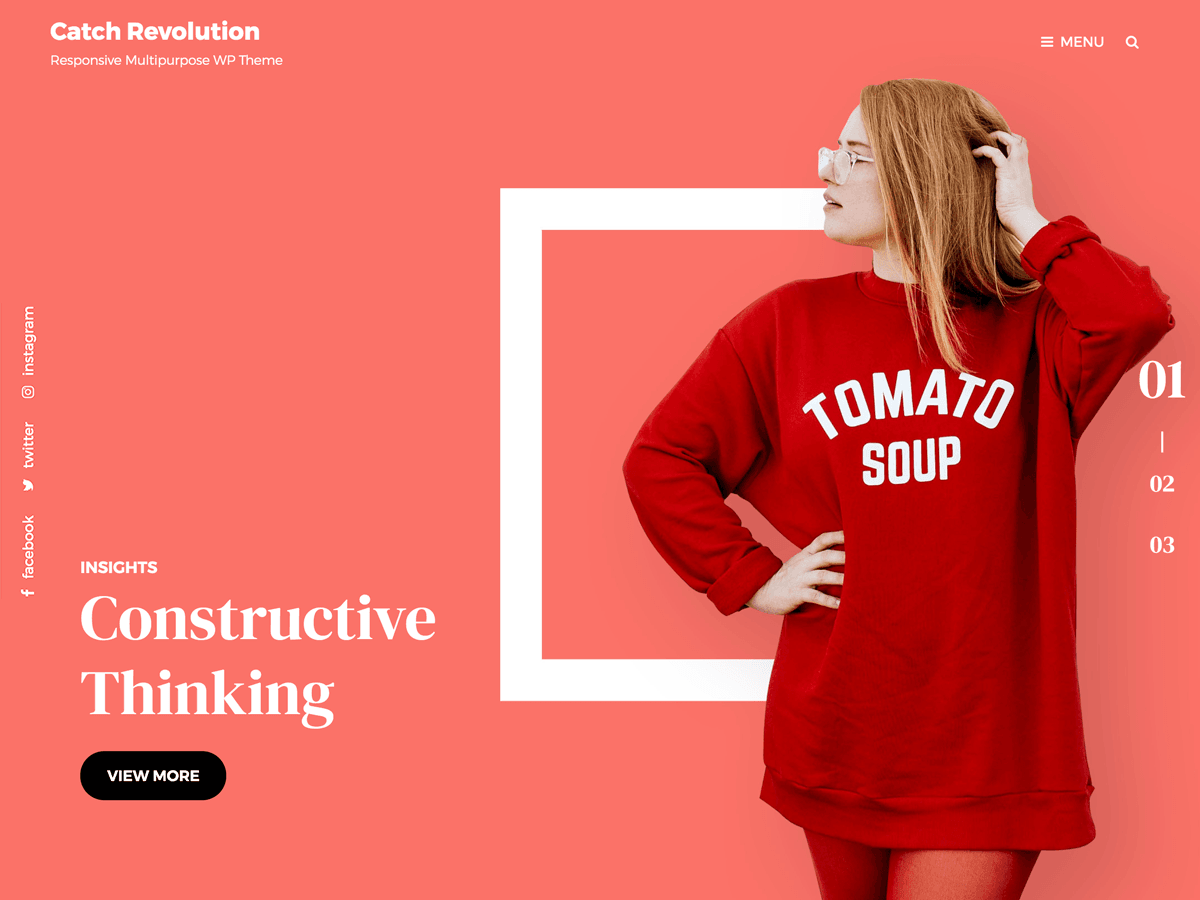 Catch Revolution
Responsive Multipurpose WP Theme
MENU
instagram
twitter
facebook
TOMATO
SOUP
01
02
03
INSIGHTS
Constructive
Thinking
VIEW MORE